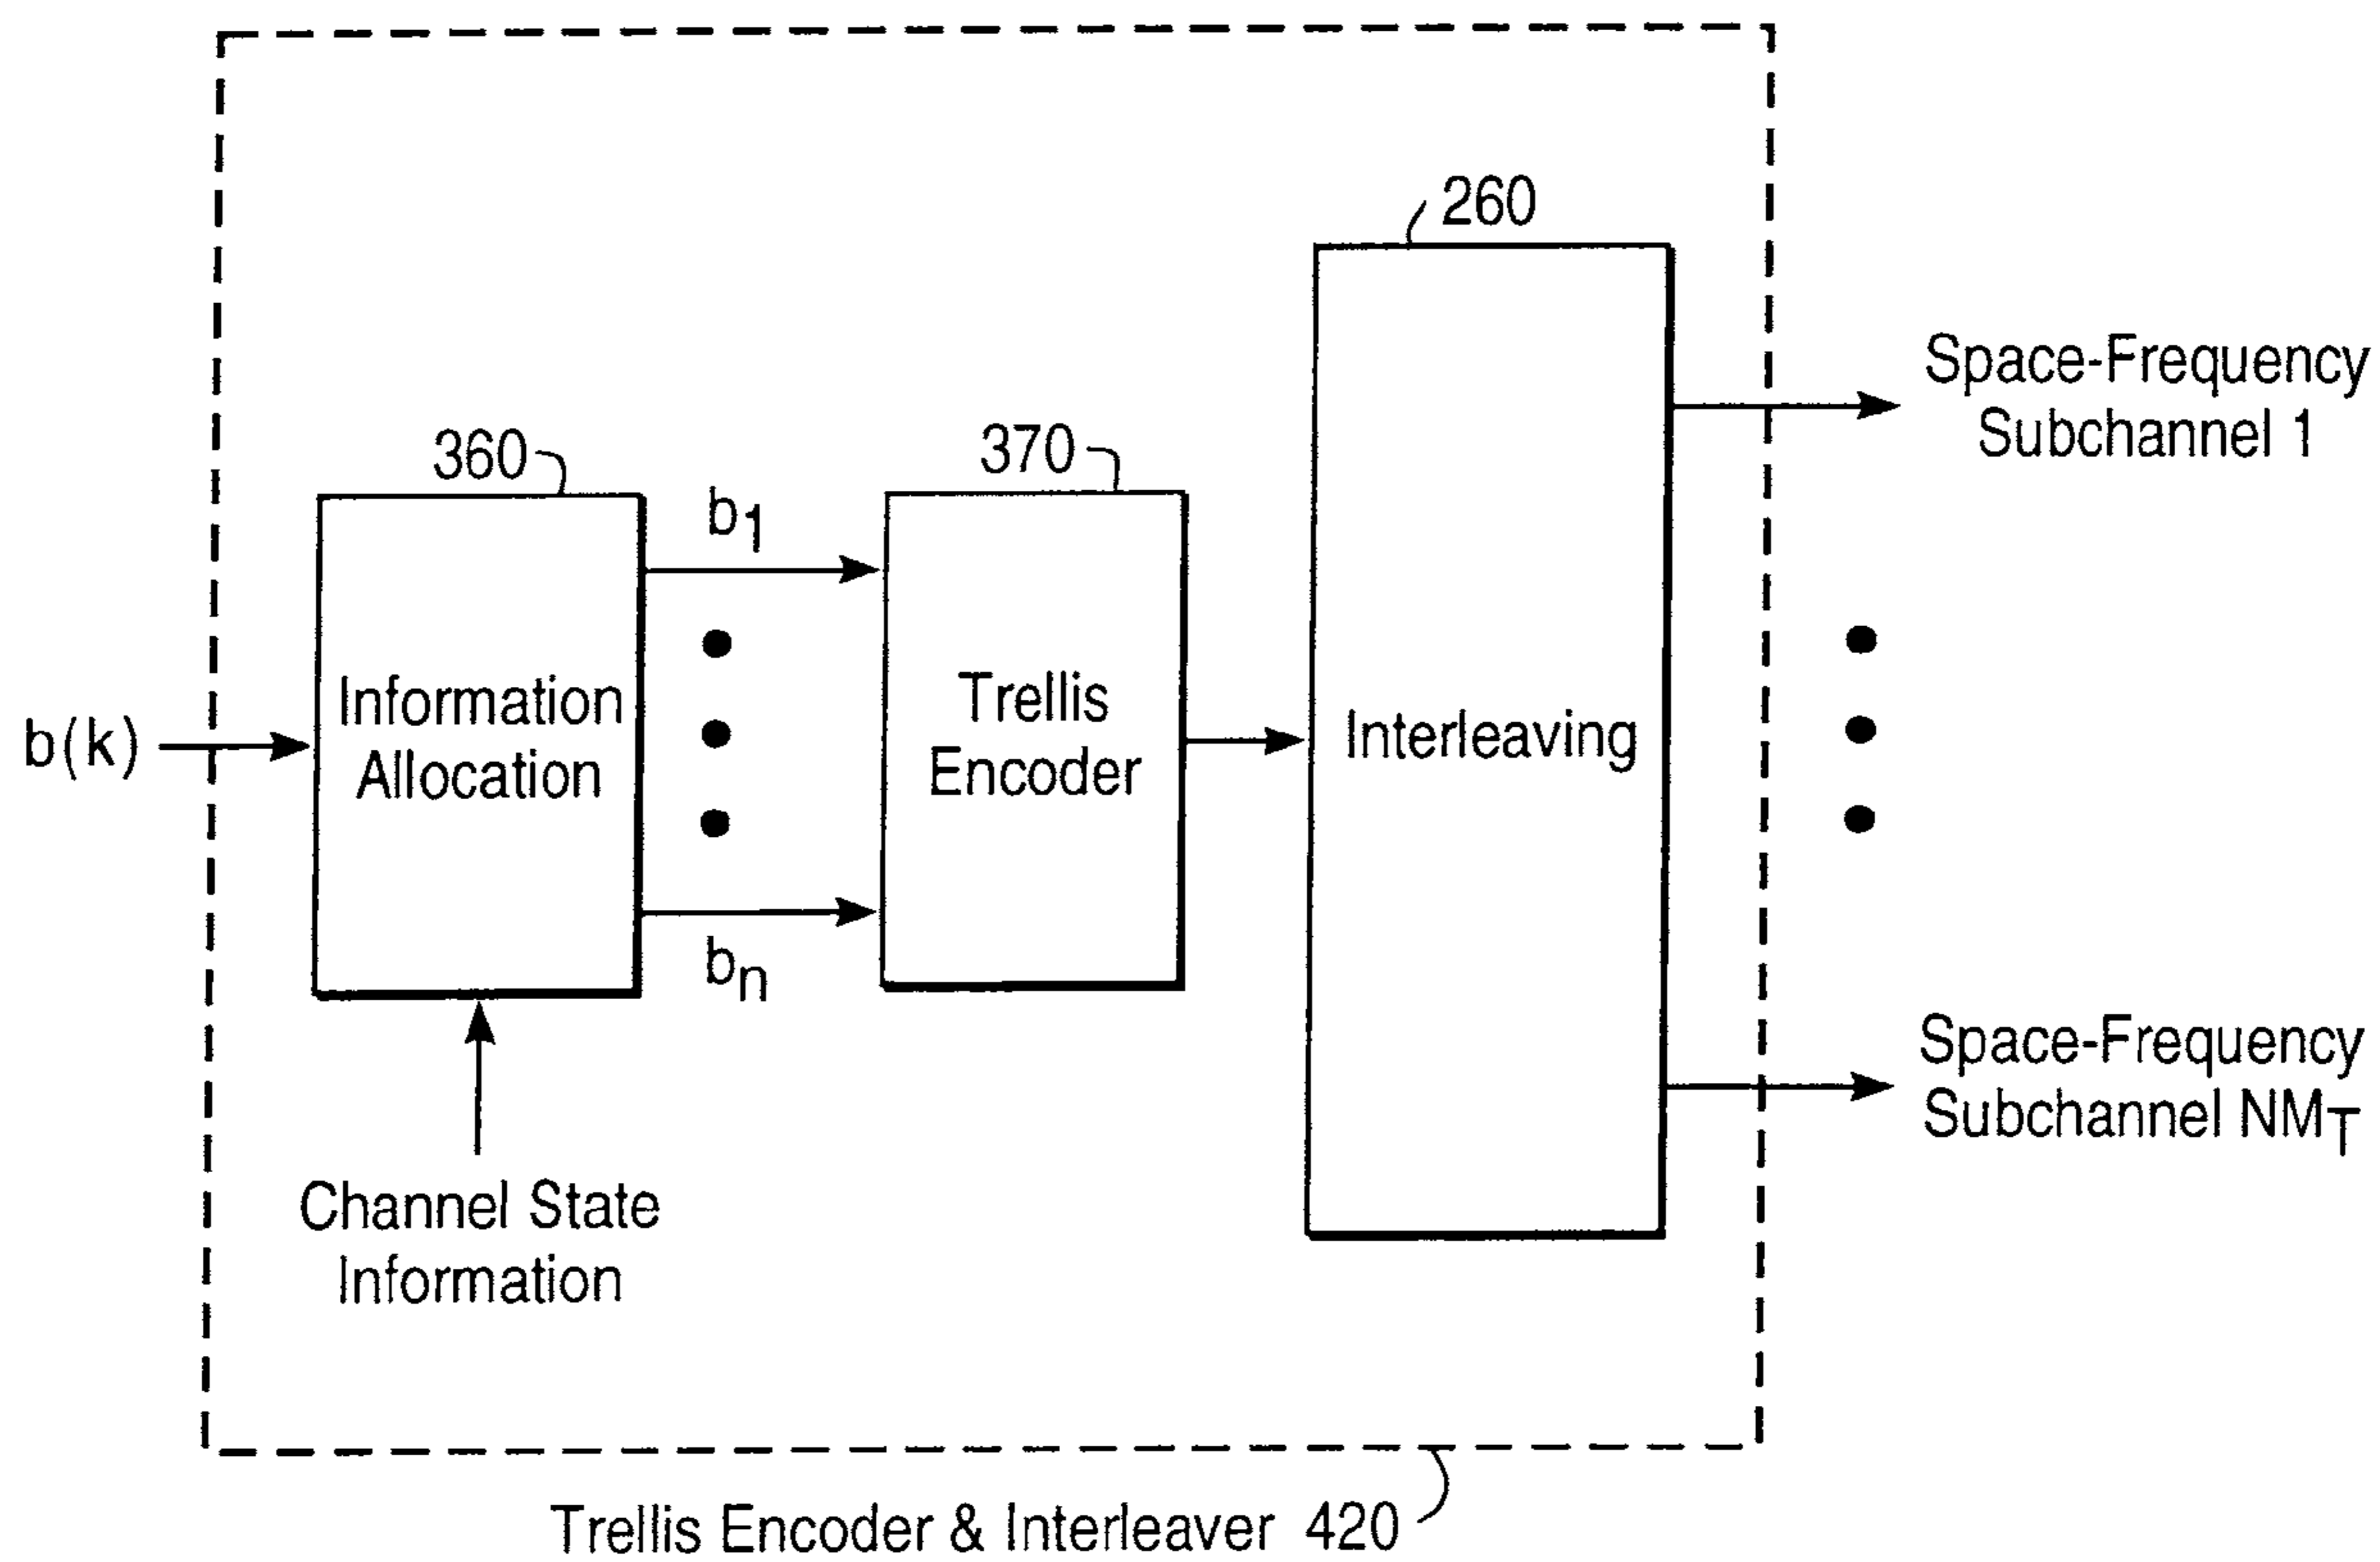 260
Space-Frequency
Subchannel 1
360
370
b1
Information
Allocation
Trellis
Encoder
Interleaving
b(k)
bn
Space-Frequency
Subchannel NMT
Channel State
Information
Trellis Encoder & Interleaver 420